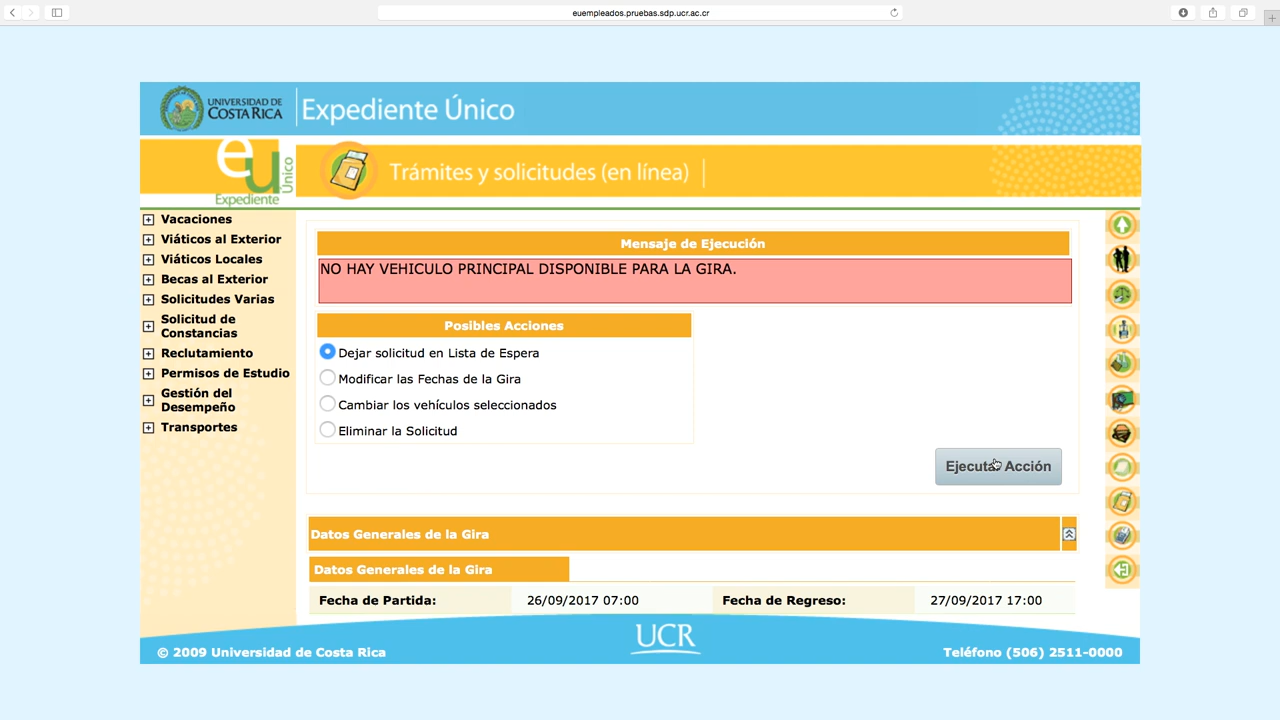 euempleados.pruebas.sdp.ucr.ac.cr
UNIVERSIDAD DE
COSTA RICA
Expediente Único
eu
Expediente
Único
Trámites y solicitudes (en línea)
Vacaciones
Viáticos al Exterior
Viáticos Locales
Becas al Exterior
Solicitudes Varias
Solicitud de
Constancias
Reclutamiento
Permisos de Estudio
Gestión del
Desempeño
Transportes
Mensaje de Ejecución
NO HAY VEHICULO PRINCIPAL DISPONIBLE PARA LA GIRA.
Posibles Acciones
Dejar solicitud en Lista de Espera
Modificar las Fechas de la Gira
Cambiar los vehículos seleccionados
Eliminar la Solicitud
Ejecutar Acción
Datos Generales de la Gira
Datos Generales de la Gira
Fecha de Partida: 26/09/2017 07:00 Fecha de Regreso: 27/09/2017 17:00
UCR
© 2009 Universidad de Costa Rica
Teléfono (506) 2511-0000